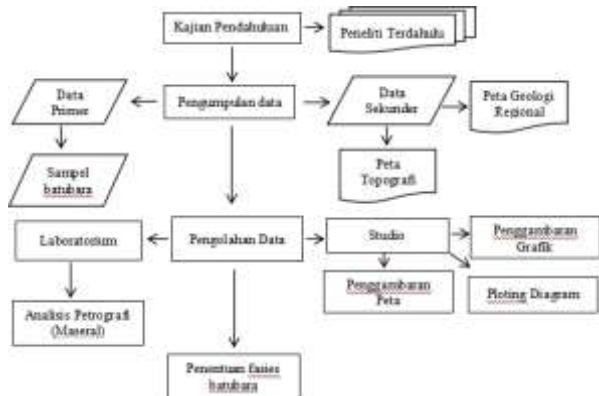 Kajian Pendahuluan
Peneliti Terdahulu
Data
Primer
Pengumpulan data
Data
Sekunder
Peta Geologi
Regional
Sampel
batubara
Peta
Topografi
Laboratorium
Pengolahan Data
Studio
Penggambaran
Grafik
Analisis Petrografi
(Maseral)
Penggambaran
Peta
Ploting Diagram
Penentuan fasies
batubara